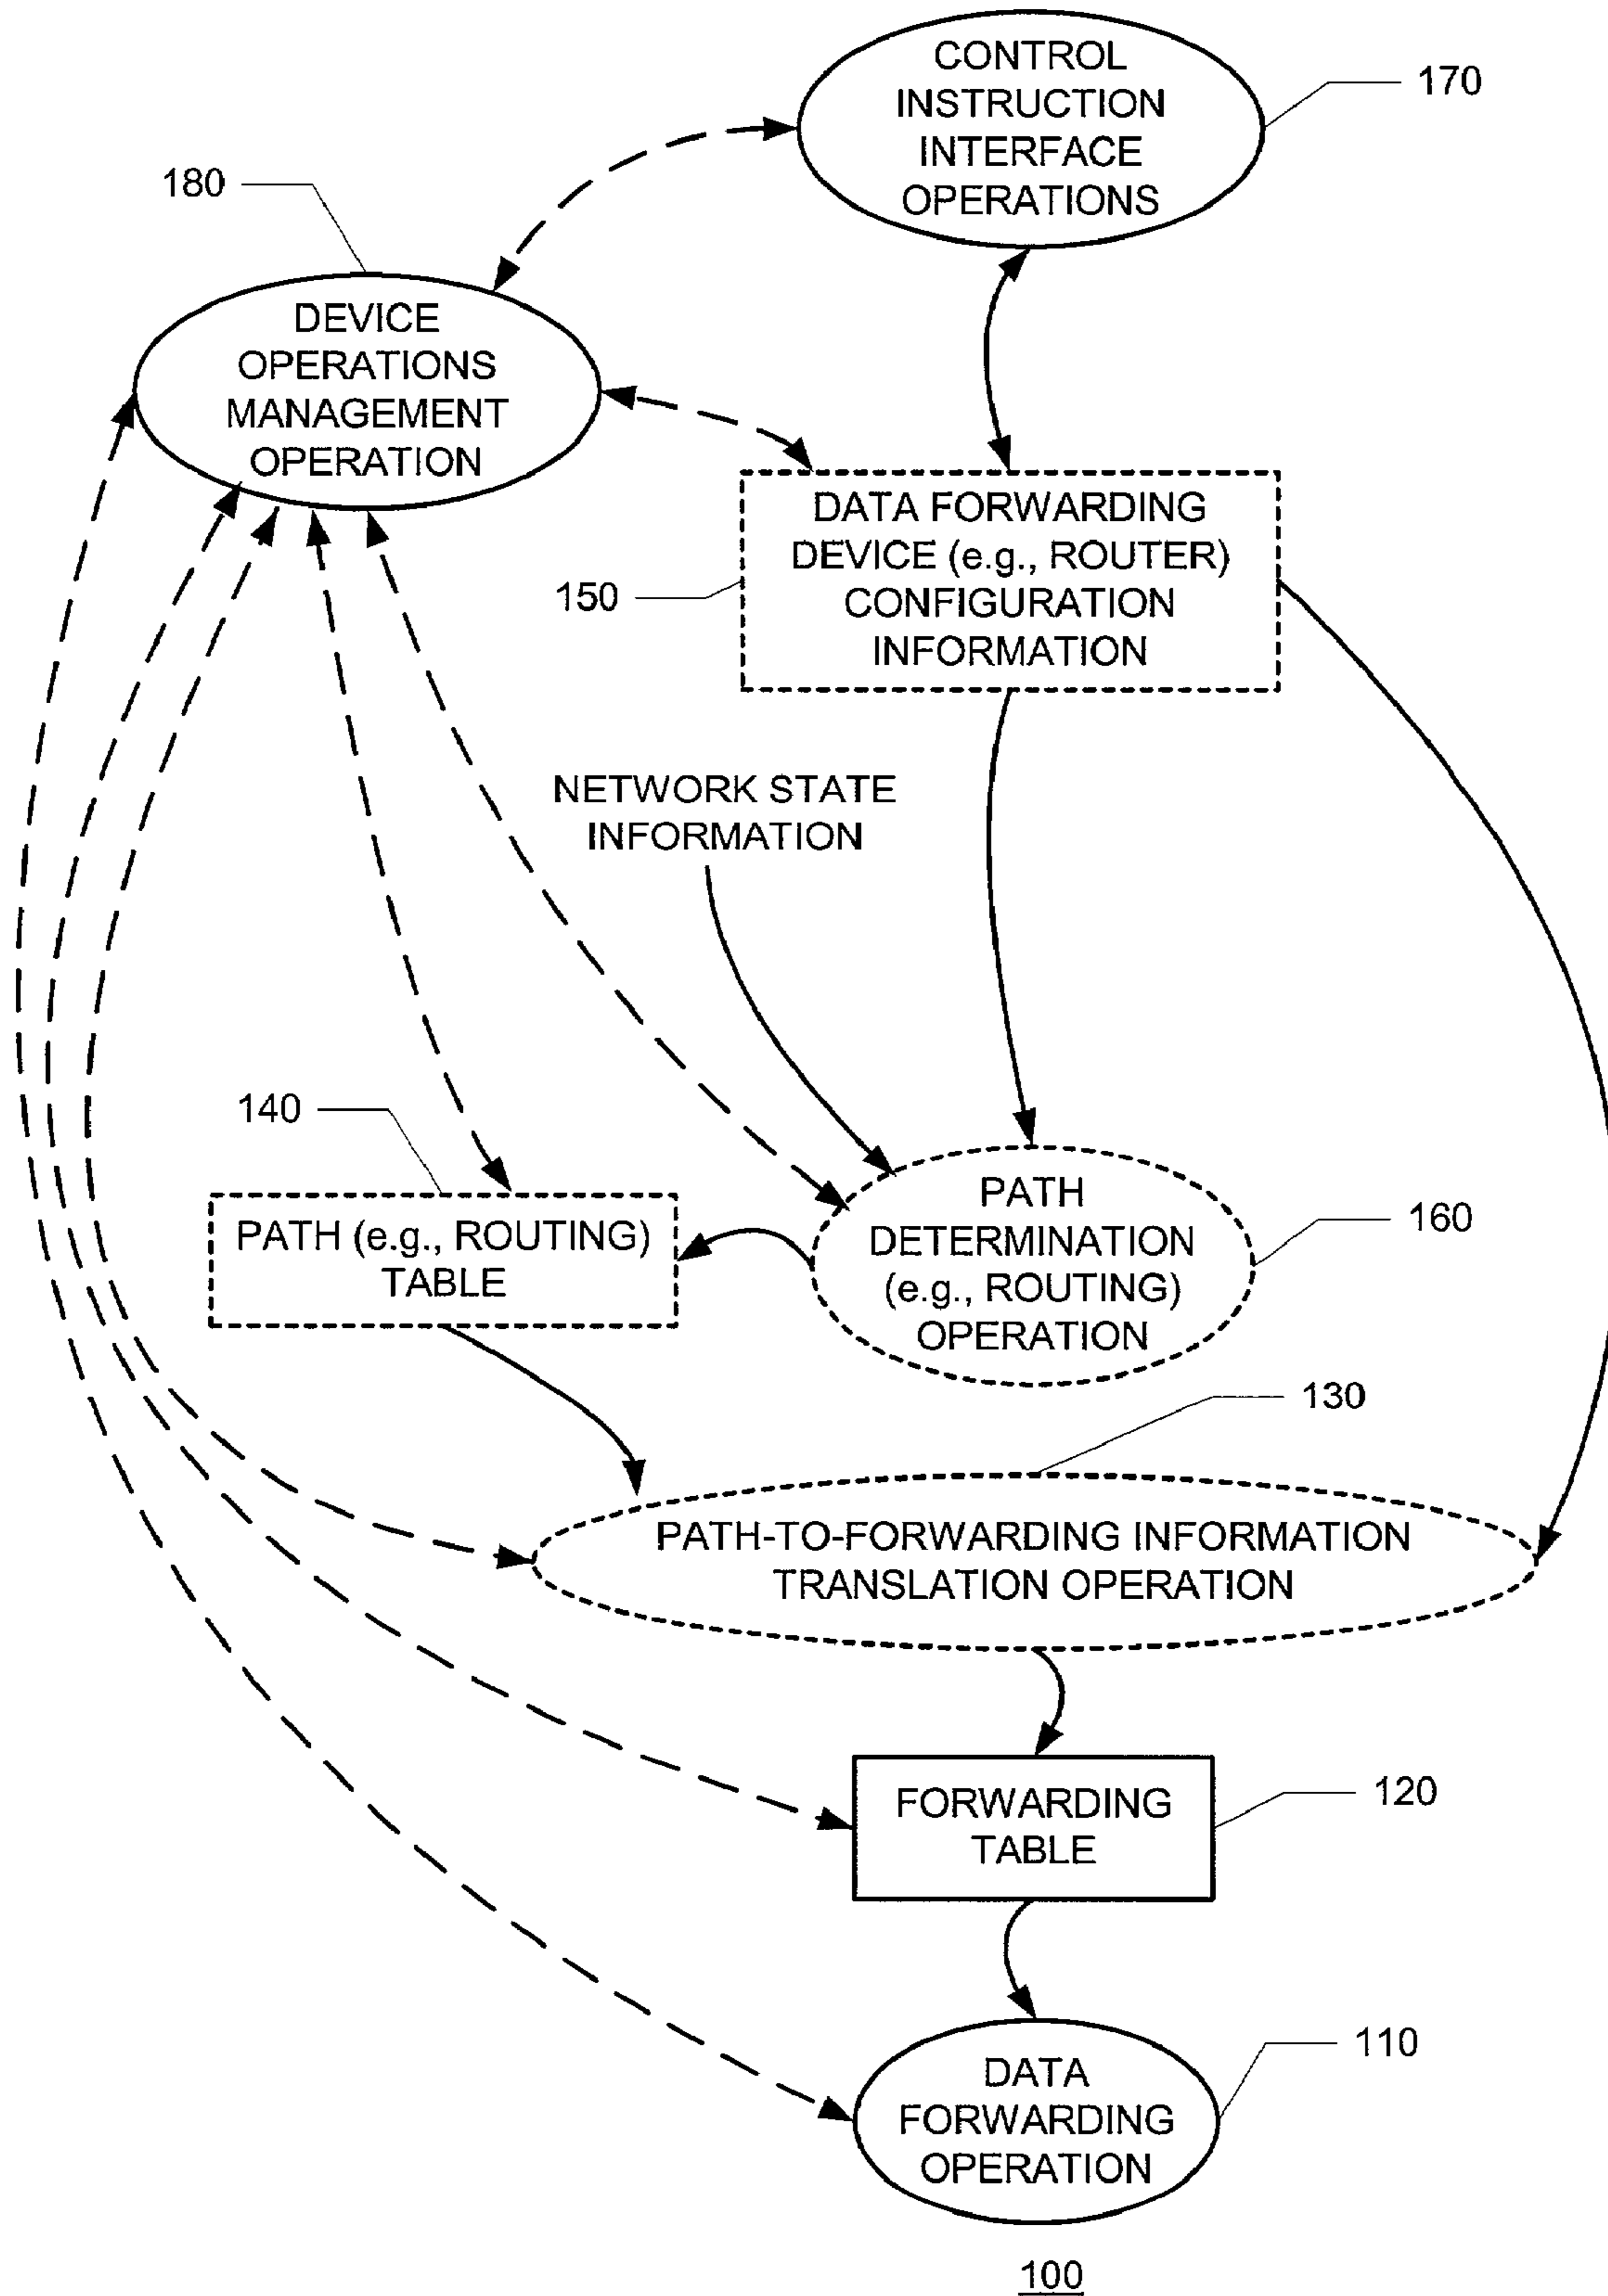 CONTROL
INSTRUCTION
INTERFACE
OPERATIONS
170
180
DEVICE
OPERATIONS
MANAGEMENT
OPERATION
DATA FORWARDING
DEVICE (e.g., ROUTER)
CONFIGURATION
INFORMATION
150
NETWORK STATE
INFORMATION
140
PATH (e.g., ROUTING)
TABLE
PATH
DETERMINATION
(e.g., ROUTING)
OPERATION
160
130
PATH-TO-FORWARDING INFORMATION
TRANSLATION OPERATION
FORWARDING
TABLE
120
DATA
FORWARDING
OPERATION
110
100